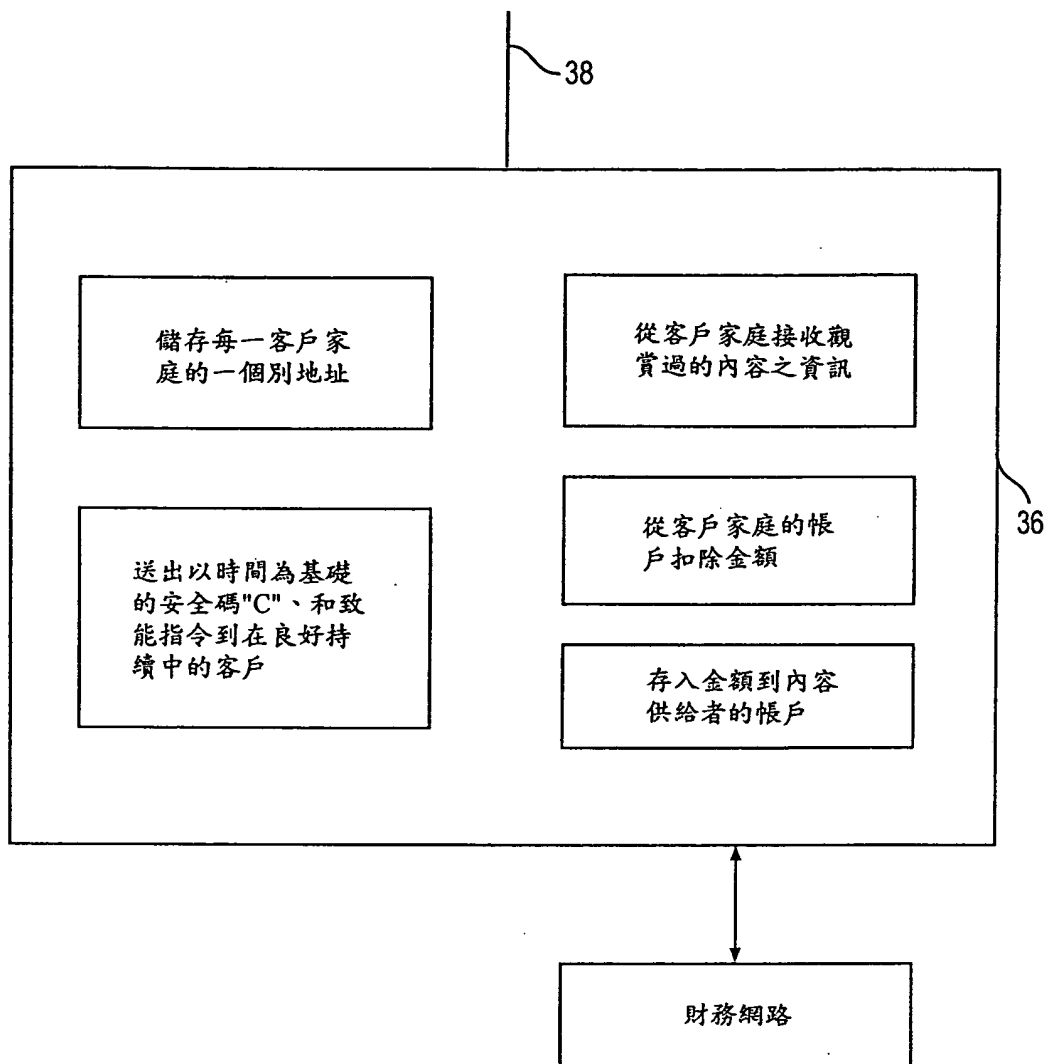 38
儲存每一客戶家
庭的一個別地址
從客戶家庭接收觀
賞過的內容之資訊
36
從客戶家庭的帳
戶扣除金額
送出以時間為基礎
的安全碼"C"、和致
能指令到在良好持
續中的客戶
存入金額到內容
供給者的帳戶
財務網路